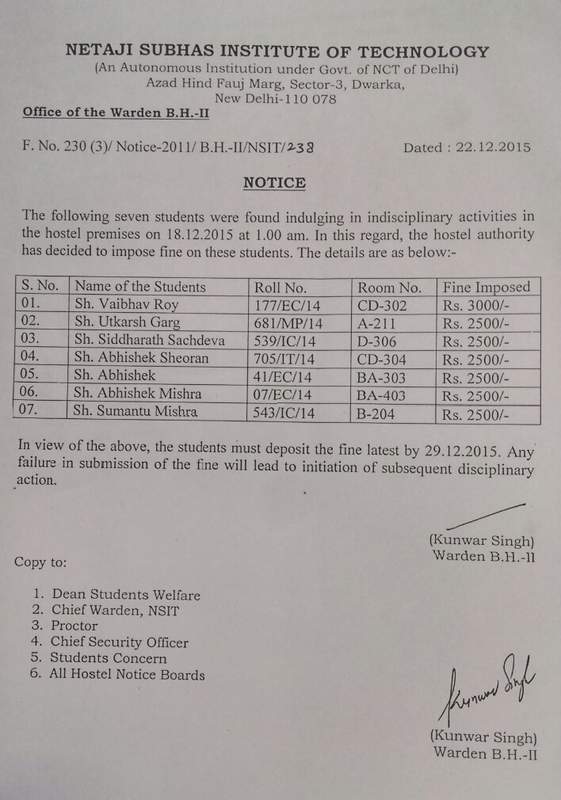 NETAJI SUBHAS INSTITUTE OF TECHNOLOGY
(An Autonomous Institution under Govt. of NCT of Delhi)
Azad Hind Fauj Marg, Sector-3, Dwarka,
New Delhi-110 078
Office of the Warden B.H.-II
F. No. 230 (3)/ Notice-2011/ B.H.-II/NSIT/238 Dated : 22.12.2015
NOTICE
The following seven students were found indulging in indisciplinary activities in
the hostel premises on 18.12.2015 at 1.00 am. In this regard, the hostel authority
has decided to impose fine on these students. The details are as below:-
S. No. Name of the Students Roll No. Room No. Fine Imposed
01. Sh. Vaibhav Roy 177/EC/14 CD-302 Rs. 3000/-
02. Sh. Utkarsh Garg 681/MP/14 A-211 Rs. 2500/-
03. Sh. Siddharath Sachdeva 539/IC/14 D-306 Rs. 2500/-
04. Sh. Abhishek Sheoran 705/IT/14 CD-304 Rs. 2500/-
05. Sh. Abhishek 41/EC/14 BA-303 Rs. 2500/-
06. Sh. Abhishek Mishra 07/EC/14 BA-403 Rs. 2500/-
07. Sh. Sumantu Mishra 543/IC/14 B-204 Rs. 2500/-
In view of the above, the students must deposit the fine latest by 29.12.2015. Any
failure in submission of the fine will lead to initiation of subsequent disciplinary
action.
(Kunwar Singh)
Warden B.H.-II
Copy to:
1. Dean Students Welfare
2. Chief Warden, NSIT
3. Proctor
4. Chief Security Officer
5. Students Concern
6. All Hostel Notice Boards
Kunwar Singh
(Kunwar Singh)
Warden B.H.-II